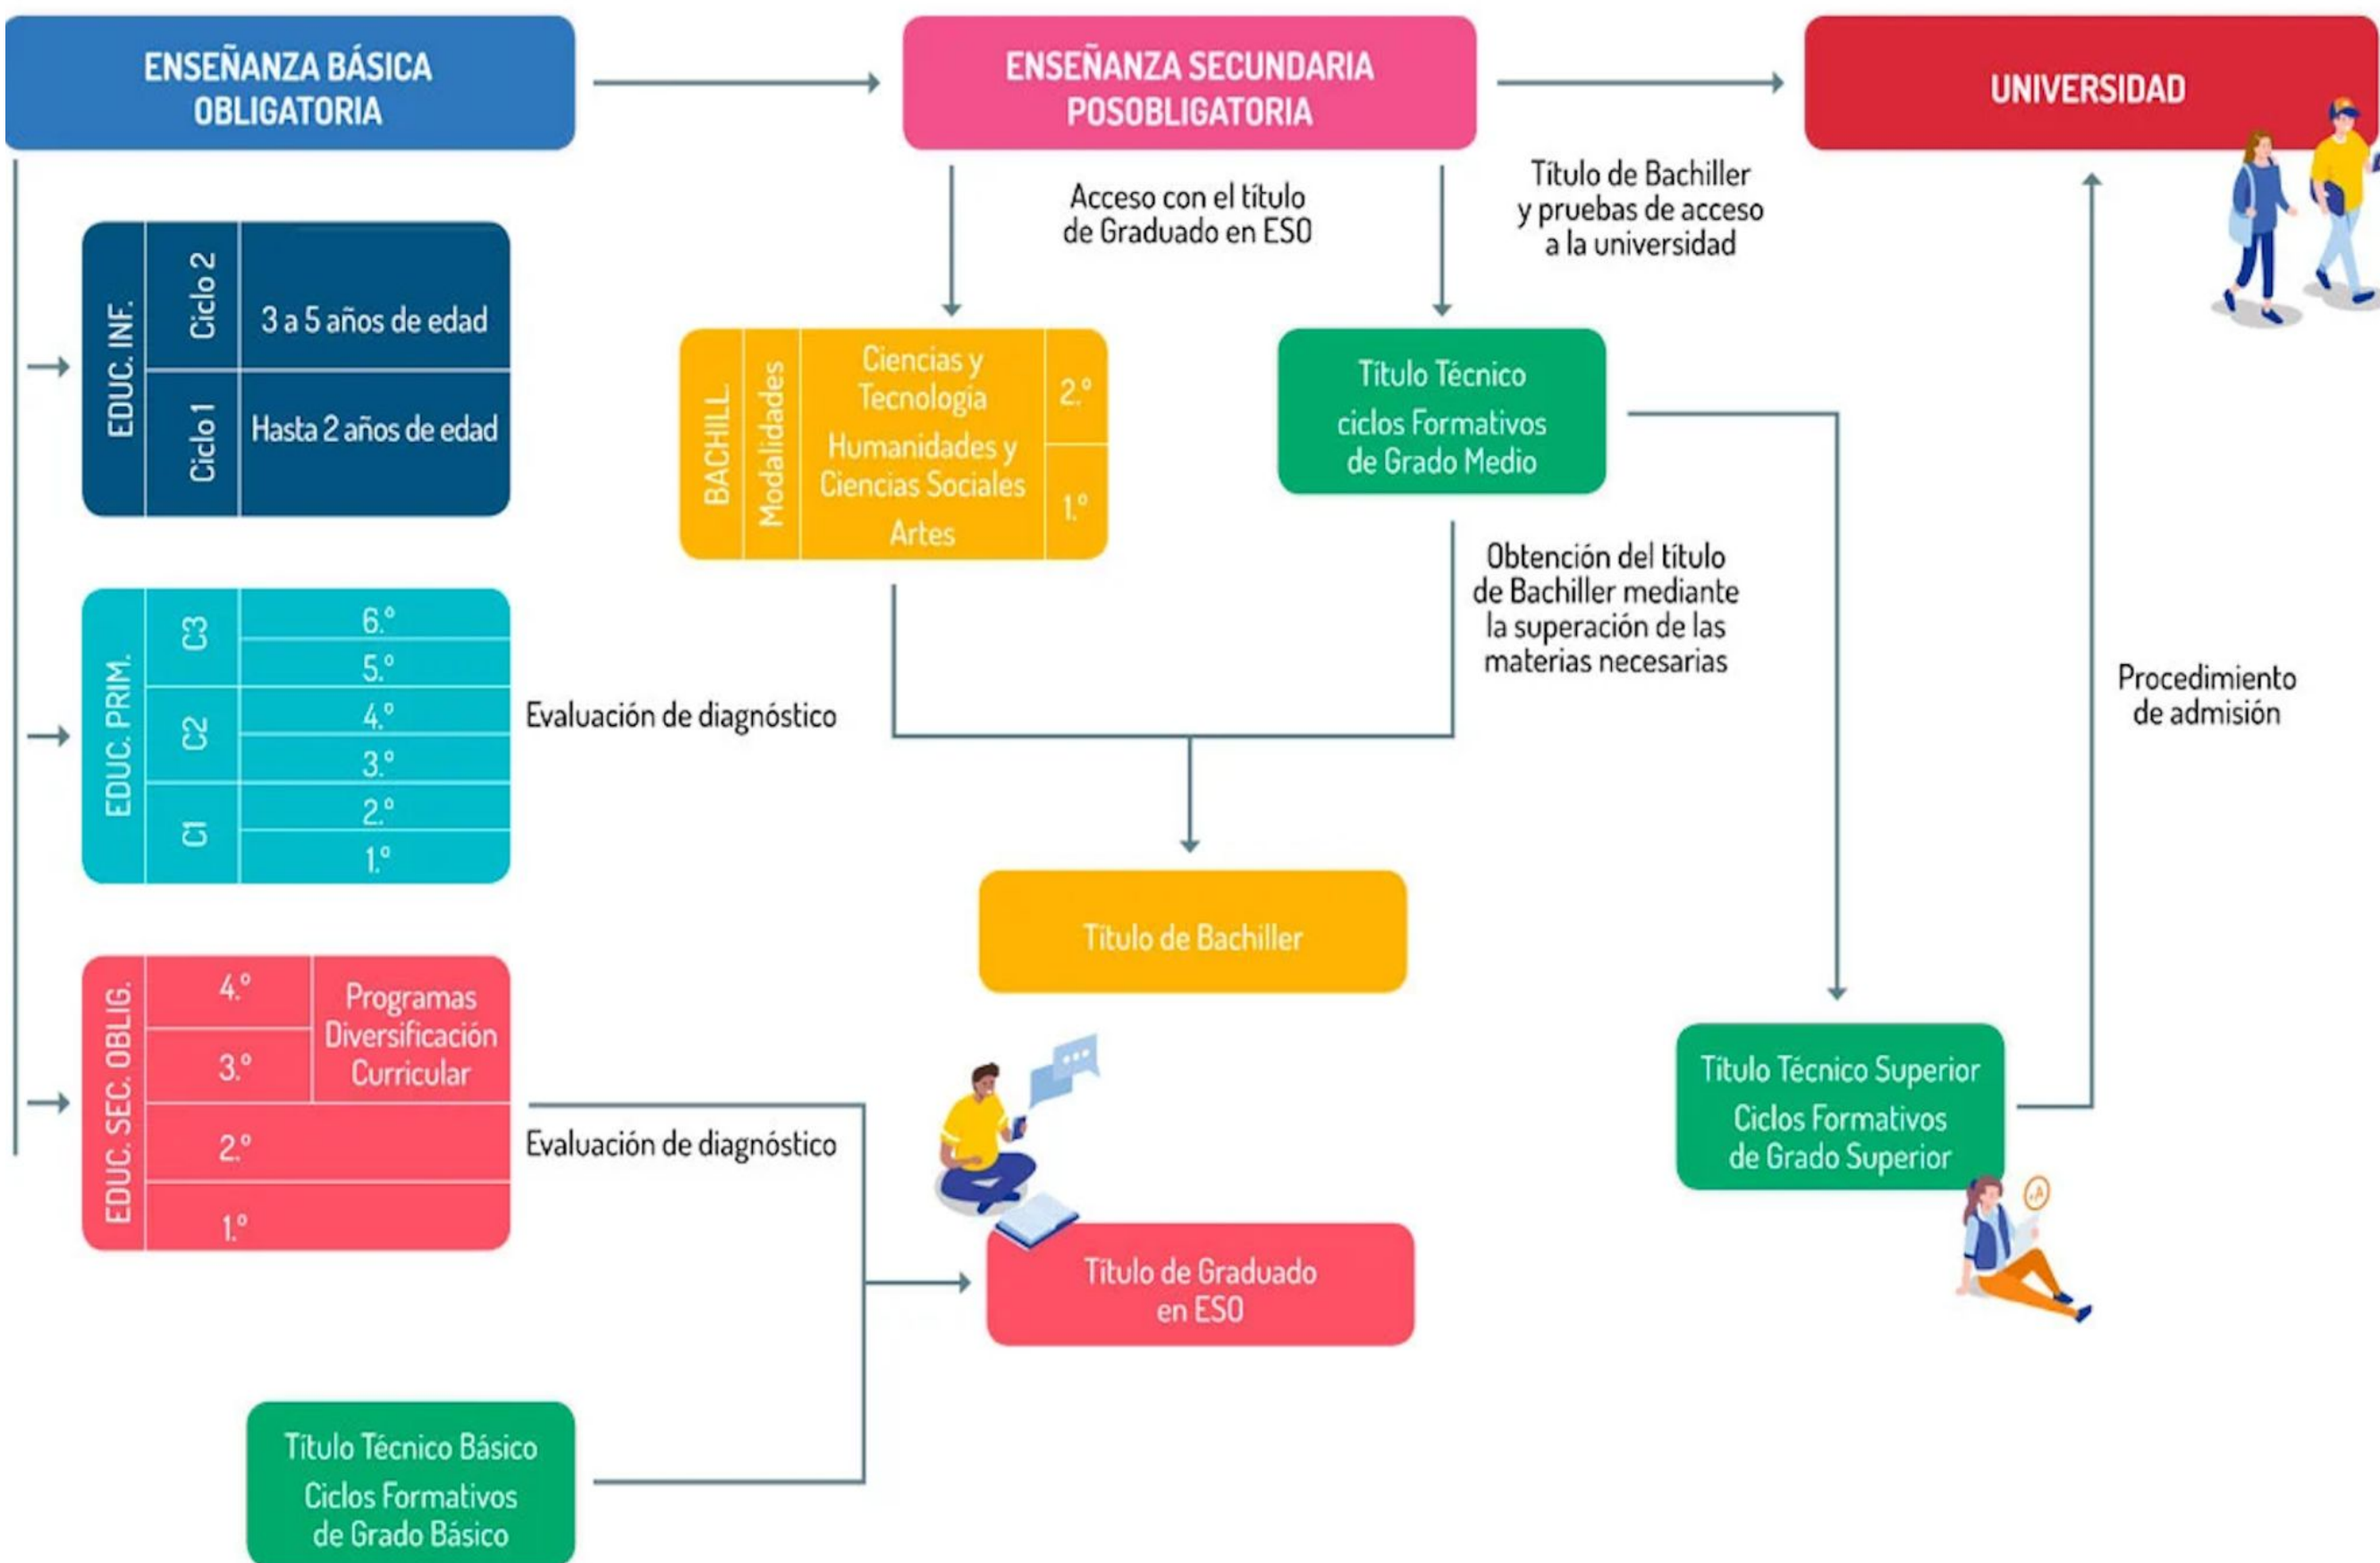 ENSEÑANZA BÁSICA
OBLIGATORIA
ENSEÑANZA SECUNDARIA
POSOBLIGATORIA
UNIVERSIDAD
Acceso con el título
de Graduado en ESO
Título de Bachiller
y pruebas de acceso
a la universidad
EDUC. INF.
Ciclo 2
3 a 5 años de edad
Ciclo 1
Hasta 2 años de edad
BACHILL.
Modalidades
Ciencias y
Tecnología
Humanidades y
Ciencias Sociales
Artes
2.º
1.º
Título Técnico
ciclos Formativos
de Grado Medio
Obtención del título
de Bachiller mediante
la superación de las
materias necesarias
EDUC. PRIM.
C3
6.º
5.º
C2
4.º
3.º
C1
2.º
1.º
Evaluación de diagnóstico
Procedimiento
de admisión
Título de Bachiller
EDUC. SEC. OBLIG.
4.º
3.º
Programas
Diversificación
Curricular
2.º
1.º
Evaluación de diagnóstico
Título Técnico Superior
Ciclos Formativos
de Grado Superior
.A
Título de Graduado
en ESO
Título Técnico Básico
Ciclos Formativos
de Grado Básico